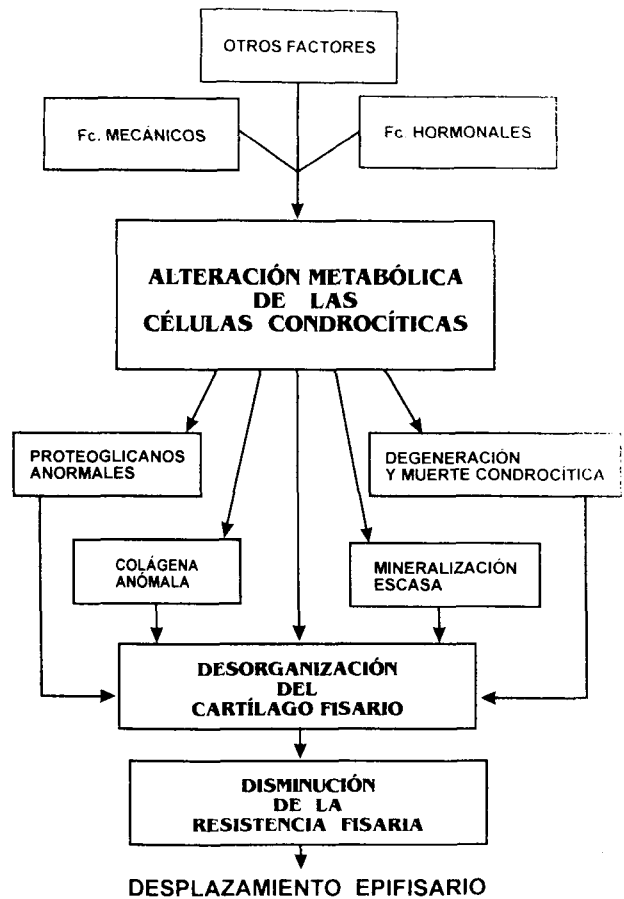 OTROS FACTORES
Fc. MECÁNICOS
Fc. HORMONALES
ALTERACIÓN METABÓLICA
DE LAS
CÉLULAS CONDROCÍTICAS
PROTEOGLICANOS
ANORMALES
DEGENERACIÓN
Y MUERTE CONDROCÍTICA
COLÁGENA
ANÓMALA
MINERALIZACIÓN
ESCASA
DESORGANIZACIÓN
DEL
CARTÍLAGO FISARIO
DISMINUCIÓN
DE LA
RESISTENCIA FISARIA
DESPLAZAMIENTO EPIFISARIO